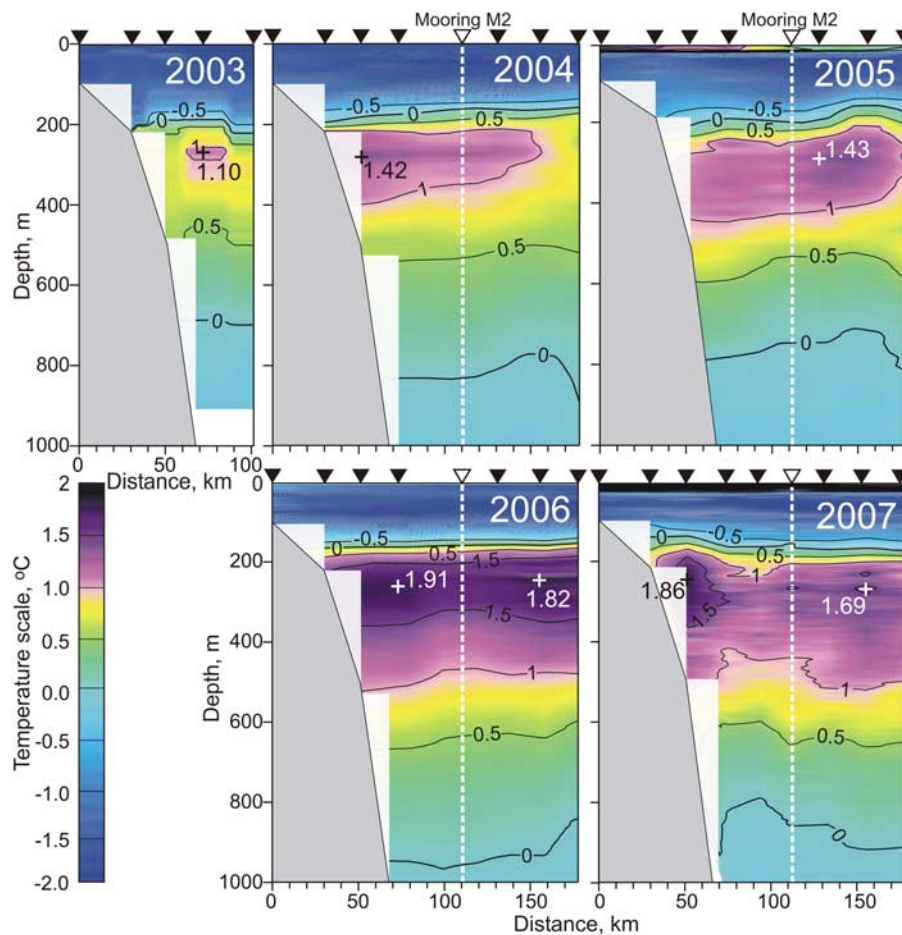 Mooring M2 Mooring M2
0 2003 2004 2005
-0.5 -0.5 -0.5
0 0 0
200 0.5 0.5
1 1.10 1.42 1 1.43 1
Depth, m
400
0.5 0.5 0.5
600
0 0 0
800
1000
0 50 100
Distance, km
2 0 2006 2007
1.5
1.0
0.5
0.0
-0.5
-1.0
-1.5
-2.0
Temperature scale, oC
Depth, m
0 -0.5 0 -0.5
200 0.5 1.5 0.5 1
1.91 1.82 1.86 1.69
1.5 1.5
400
1 1
600
0.5 0.5
800
0 0
1000
0 50 100 150 0 50 100 150
Distance, km